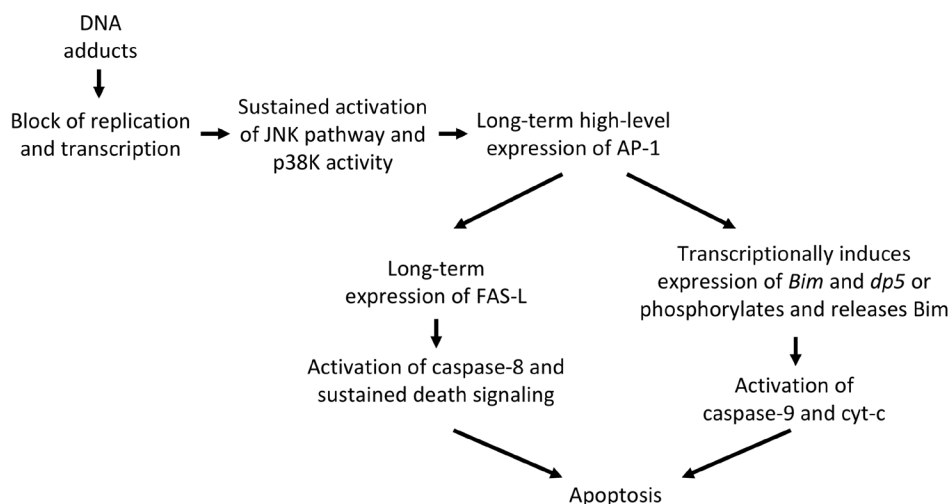 DNA
adducts
Block of replication
and transcription
Sustained activation
of JNK pathway and
p38K activity
Long-term high-level
expression of AP-1
Long-term
expression of FAS-L
Activation of caspase-8 and
sustained death signaling
Transcriptionally induces
expression of Bim and dp5 or
phosphorylates and releases Bim
Activation of
caspase-9 and cyt-c
Apoptosis